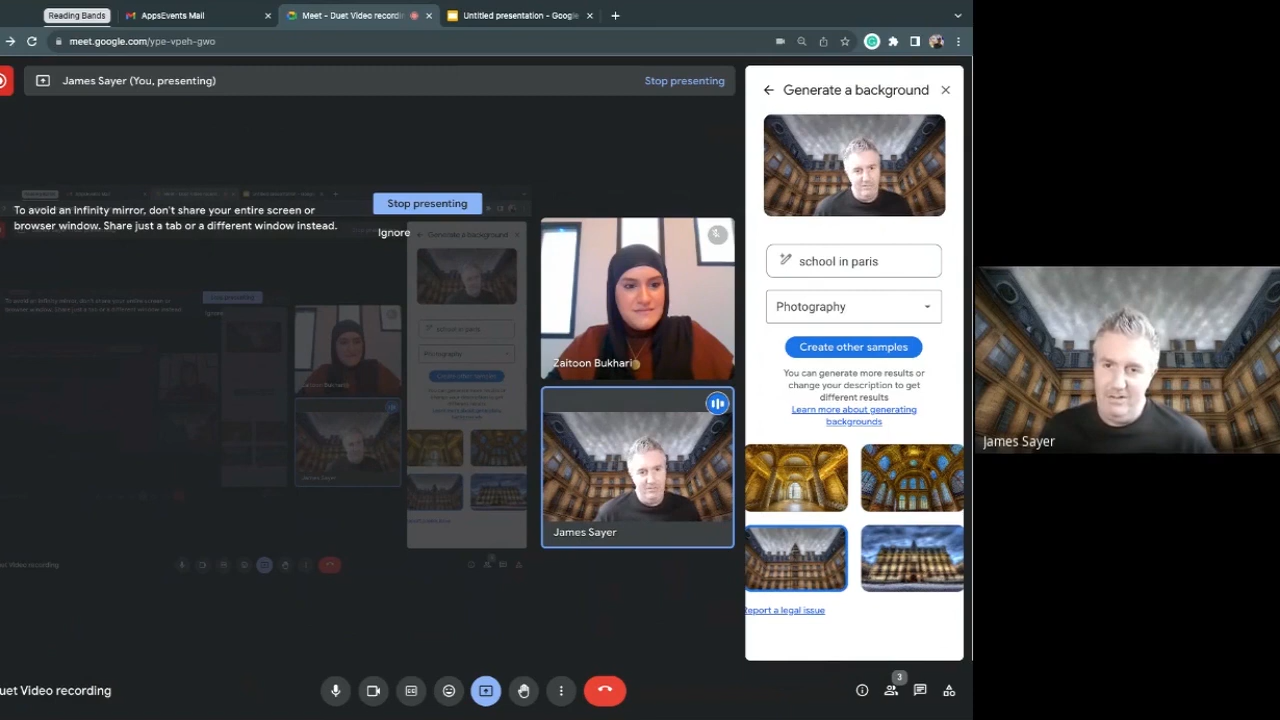 Reading Bands
AppsEvents Mail
Meet - Duet Video recordin
Untitled presentation - Google
meet.google.com/ype-vpeh-gwo
James Sayer (You, presenting)
Stop presenting
Generate a background
To avoid an infinity mirror, don't share your entire screen or
browser window. Share just a tab or a different window instead.
Stop presenting
Ignore
school in paris
Photography
Create other samples
You can generate more results or
change your description to get
different results
Learn more about generating
backgrounds
Zaitoon Bukhari
James Sayer
James Sayer
Report a legal issue
uet Video recording
3